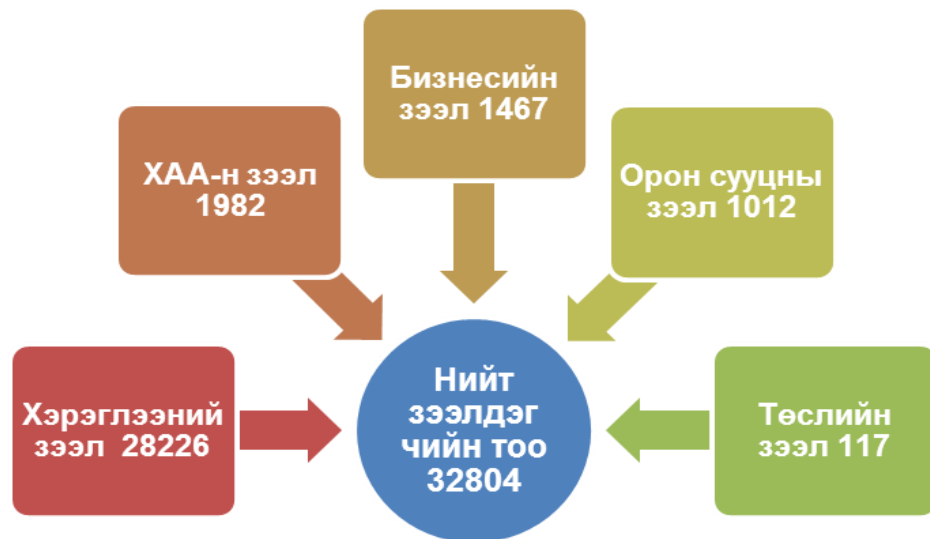 Бизнесийн
зээл 1467
ХАА-н зээл
1982
Орон сууцны
зээл 1012
Хэрэглээний
зээл 28226
Нийт
зээлдэг
чийн тоо
32804
Төслийн
зээл 117